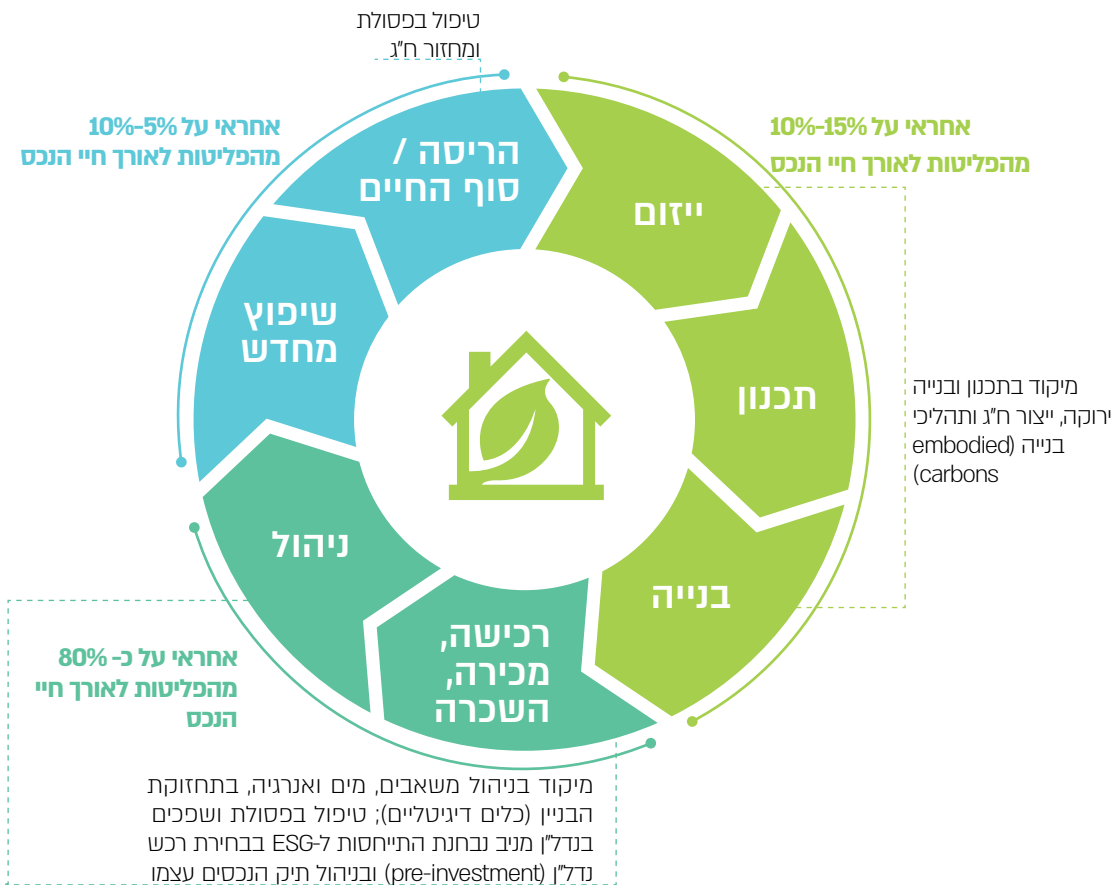 טיפול בפסולת
ומחזור ח"ג
אחראי על 10%-15%
מהפליטות לאורך חיי הנכס
אחראי על 5%-10%
מהפליטות לאורך חיי הנכס
ייזום
תכנון
בנייה
רכישה,
מכירה,
השכרה
ניהול
שיפוץ
מחדש
הריסה /
סוף החיים
מיקוד בתכנון ובנייה
ירוקה, ייצור ח"ג ותהליכי
בנייה (embodied
carbons)
אחראי על כ- 80%
מהפליטות לאורך חיי
הנכס
מיקוד בניהול משאבים, מים ואנרגיה, בתחזוקת
הבניין (כלים דיגיטליים); טיפול בפסולת ושפכים
בנדל"ן מניב נבחנת התייחסות ל-ESG בבחירת רכש
נדל"ן (pre-investment) ובניהול תיק הנכסים עצמו